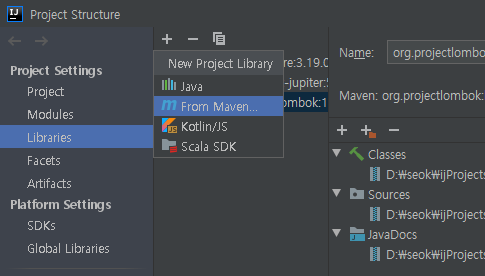 IJ
Project Structure
Project Settings
Project
Modules
Libraries
Facets
Artifacts
Platform Settings
SDKs
Global Libraries
New Project Library
Java
From Maven...
Kotlin/JS
Scala SDK
re:3.19.0
-jupiter:5
ombok:1
Name:
org.projectlombok:
Maven: org.projectlombok:
Classes
D:₩seok₩ijProjects
Sources
D:₩seok₩ijProjects
JavaDocs
D:₩seok₩ijProjects